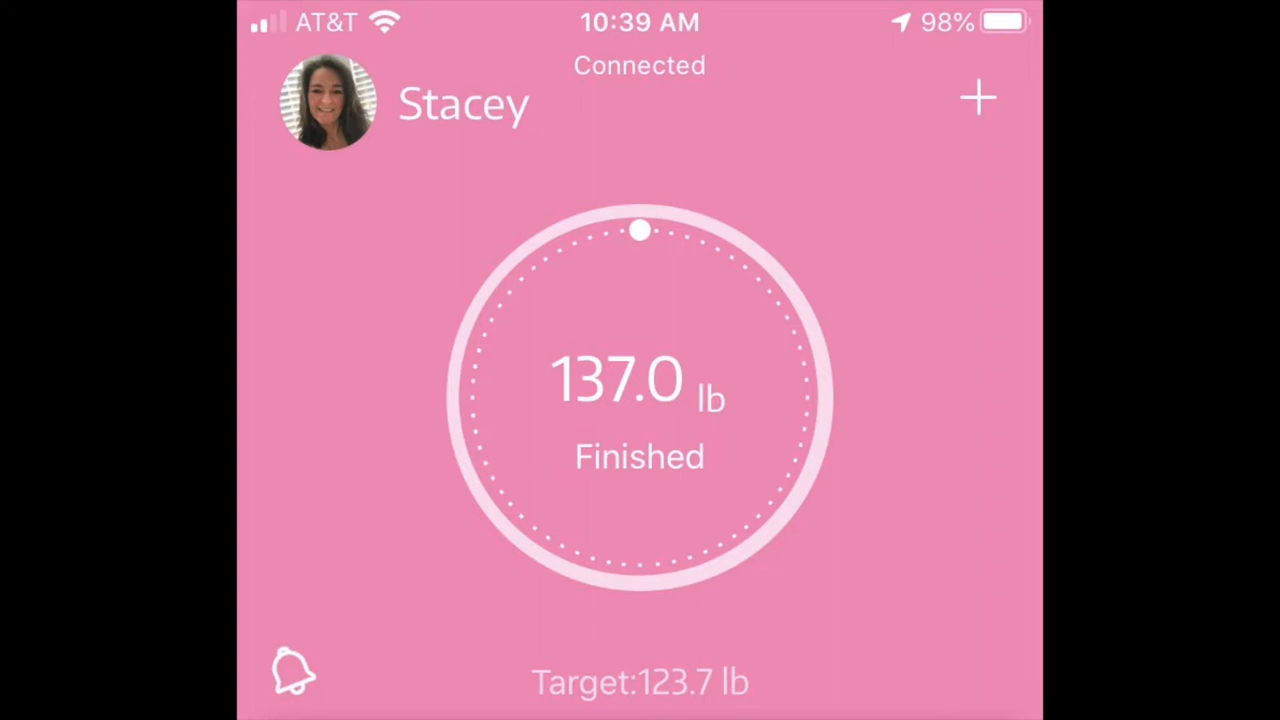 AT&T 10:39 AM 98%
Connected
Stacey
137.0 lb
Finished
Target:123.7 lb